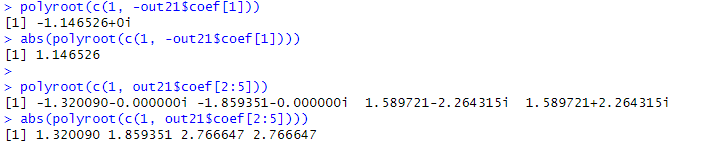 > polyroot(c(1, -out21$coef[1]))
[1] -1.146526+0i
> abs(polyroot(c(1, -out21$coef[1])))
[1] 1.146526
>
> polyroot(c(1, out21$coef[2:5]))
[1] -1.320090-0.000000i -1.859351-0.000000i  1.589721-2.264315i  1.589721+2.264315i
> abs(polyroot(c(1, out21$coef[2:5])))
[1] 1.320090 1.859351 2.766647 2.766647